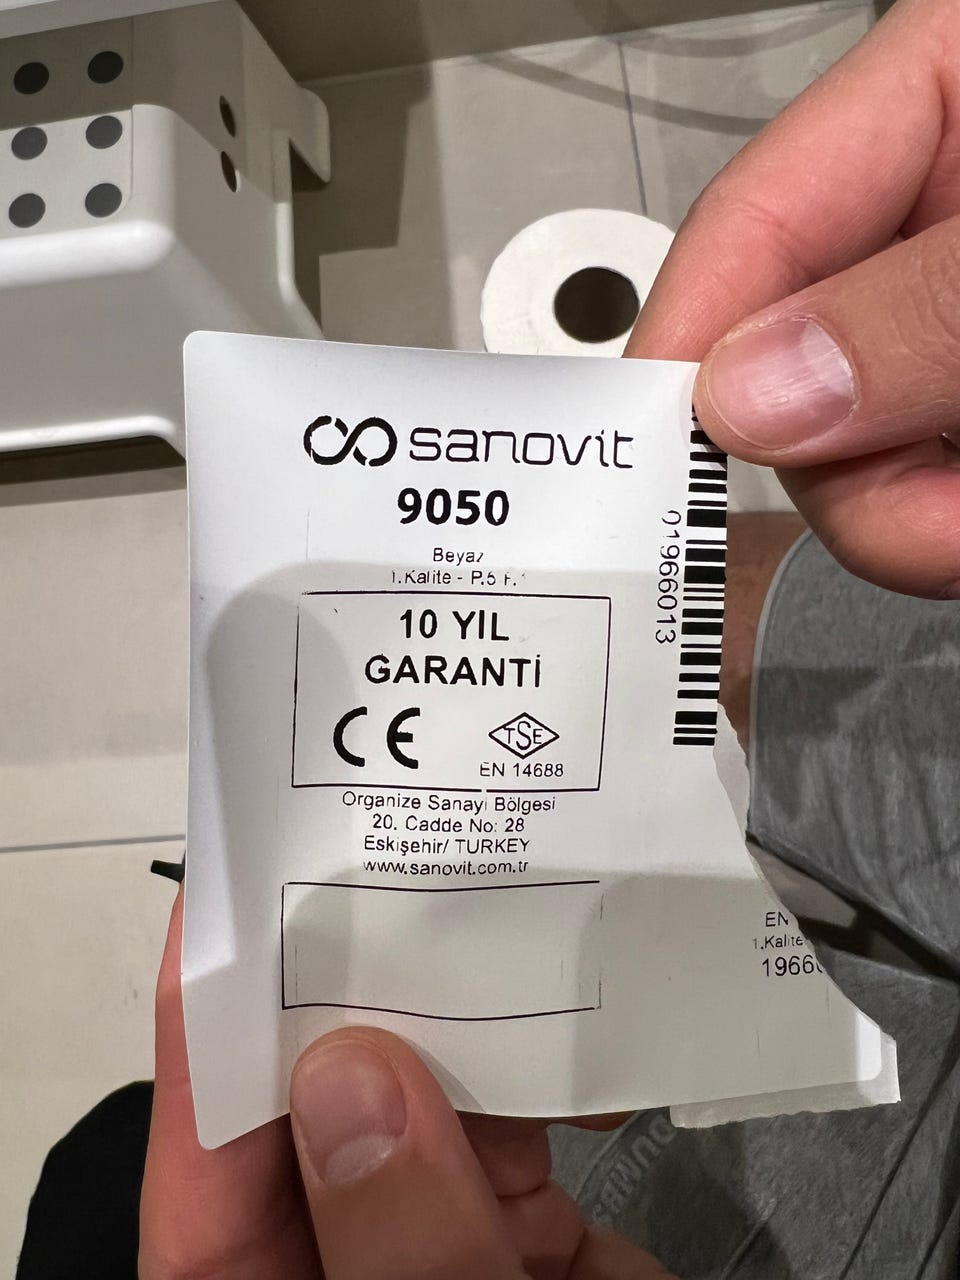 sanovit
9050
Beyaz
1.Kalite - P.5 F.1
10 YIL
GARANTİ
CE
TSE
EN 14688
Organize Sanayi Bölgesi
20. Cadde No: 28
Eskişehir/ TURKEY
www.sanovit.com.tr
01966013
EN
1.Kalite
1966